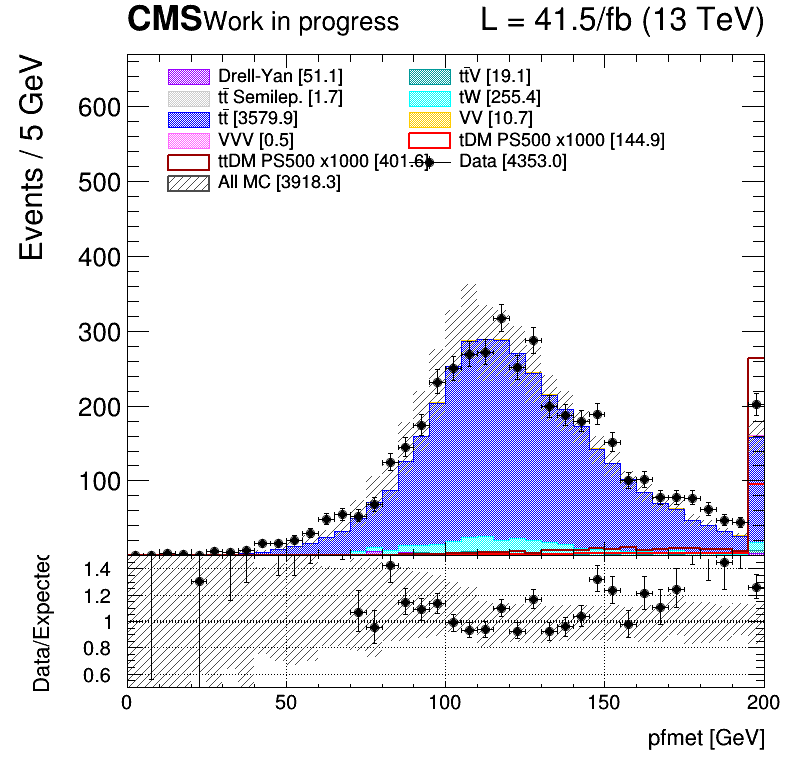 CMS Work in progress L = 41.5/fb (13 TeV)
Events / 5 GeV
600
500
400
300
200
100
Drell-Yan [51.1] tt̄V [19.1]
tt̄ Semilep. [1.7] tW [255.4]
tt̄ [3579.9] VV [10.7]
VVV [0.5] tDM PS500 x1000 [144.9]
ttDM PS500 x1000 [401.6] Data [4353.0]
All MC [3918.3]
Data/Expected
1.4
1.2
1
0.8
0.6
0 50 100 150 200
pfmet [GeV]